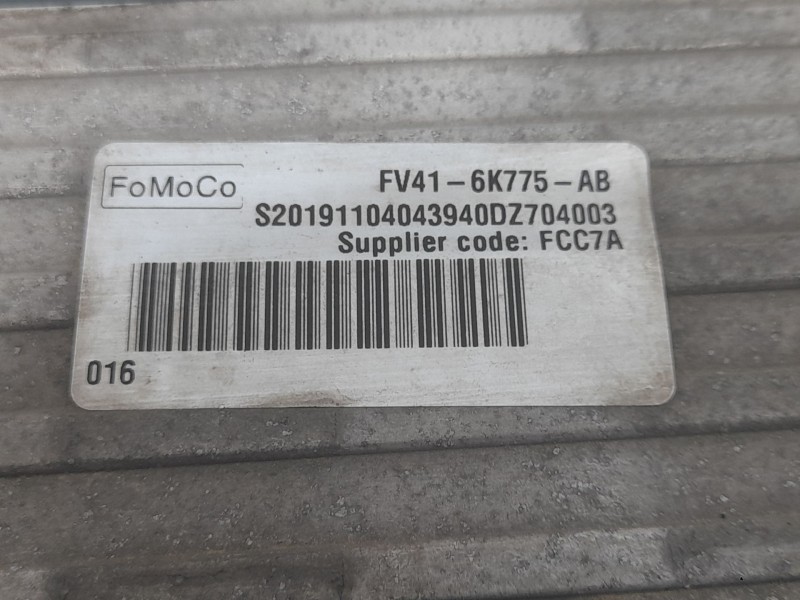 FoMoCo
FV41-6K775-AB
S20191104043940DZ704003
Supplier code: FCC7A
016